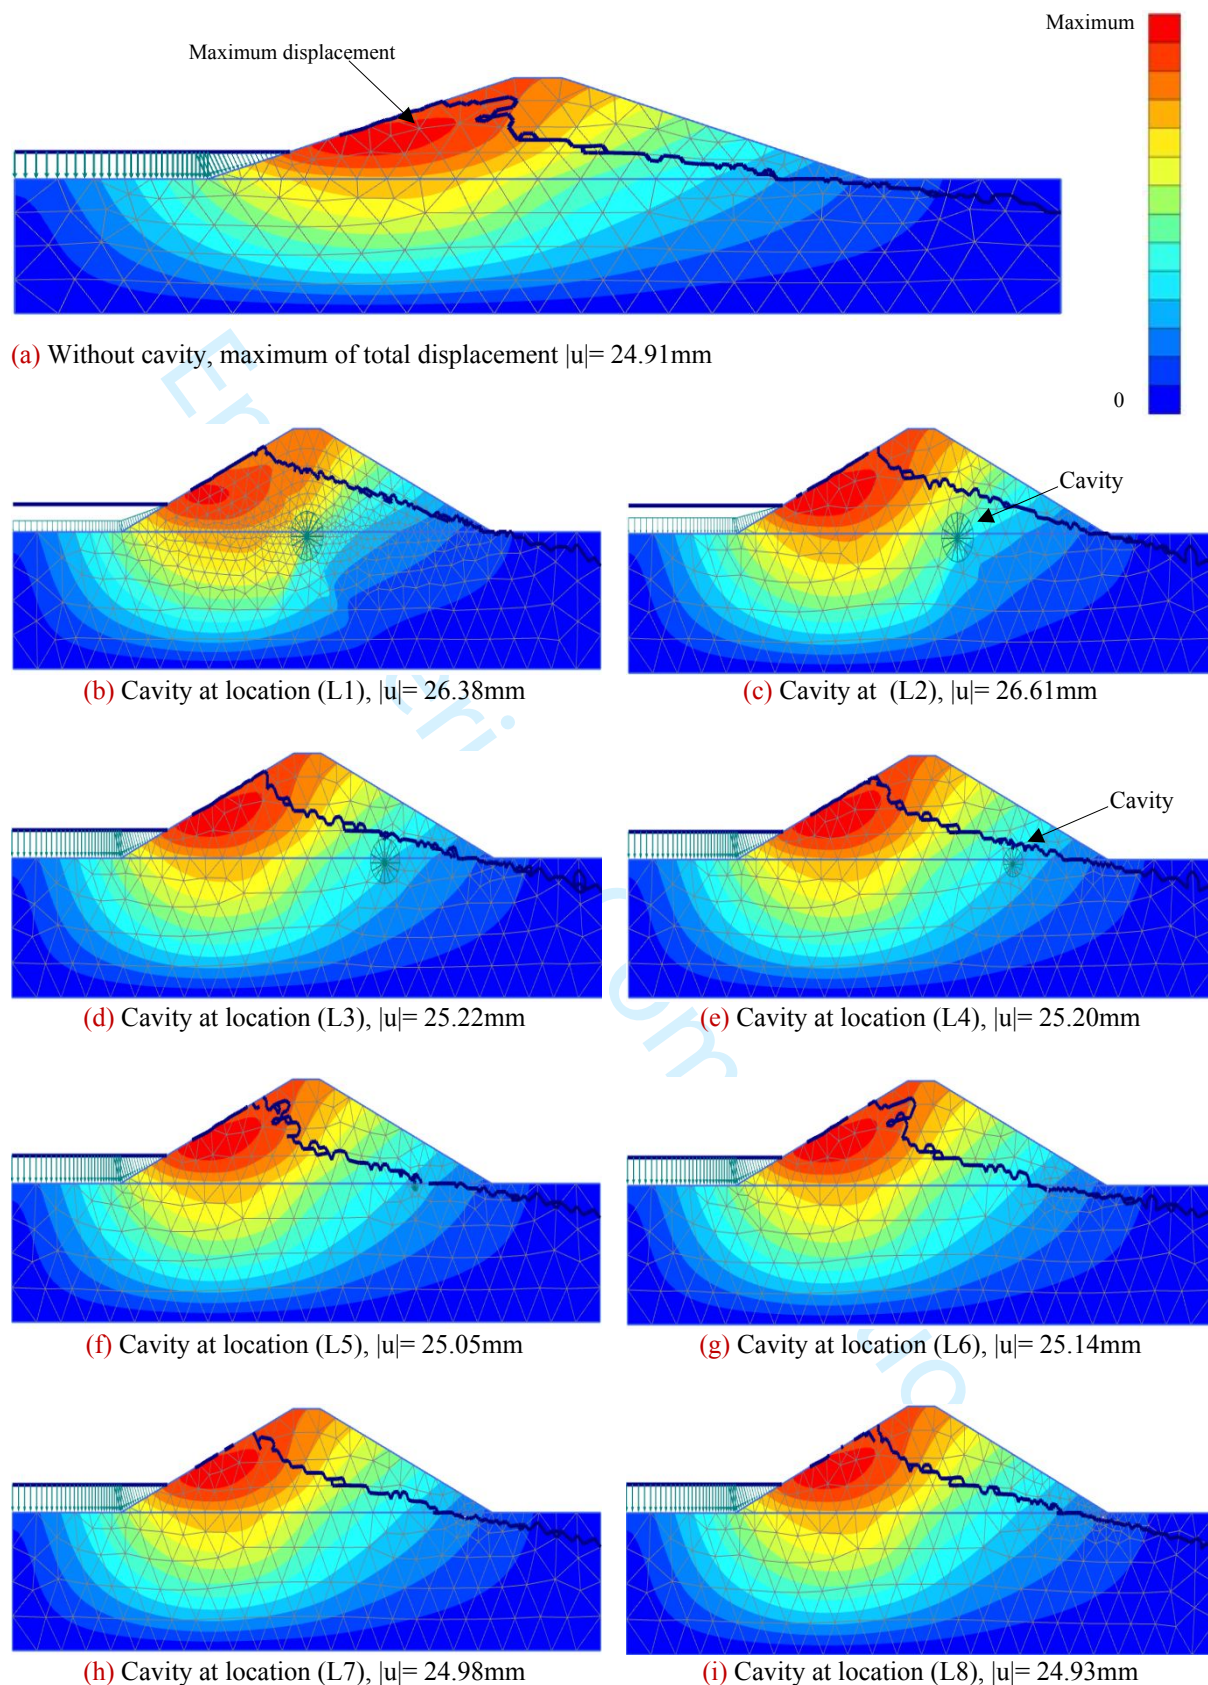 Maximum
Maximum displacement
(a) Without cavity, maximum of total displacement |u|= 24.91mm
0
Cavity
(b) Cavity at location (L1), |u|= 26.38mm
(c) Cavity at (L2), |u|= 26.61mm
Cavity
(d) Cavity at location (L3), |u|= 25.22mm
(e) Cavity at location (L4), |u|= 25.20mm
(f) Cavity at location (L5), |u|= 25.05mm
(g) Cavity at location (L6), |u|= 25.14mm
(h) Cavity at location (L7), |u|= 24.98mm
(i) Cavity at location (L8), |u|= 24.93mm